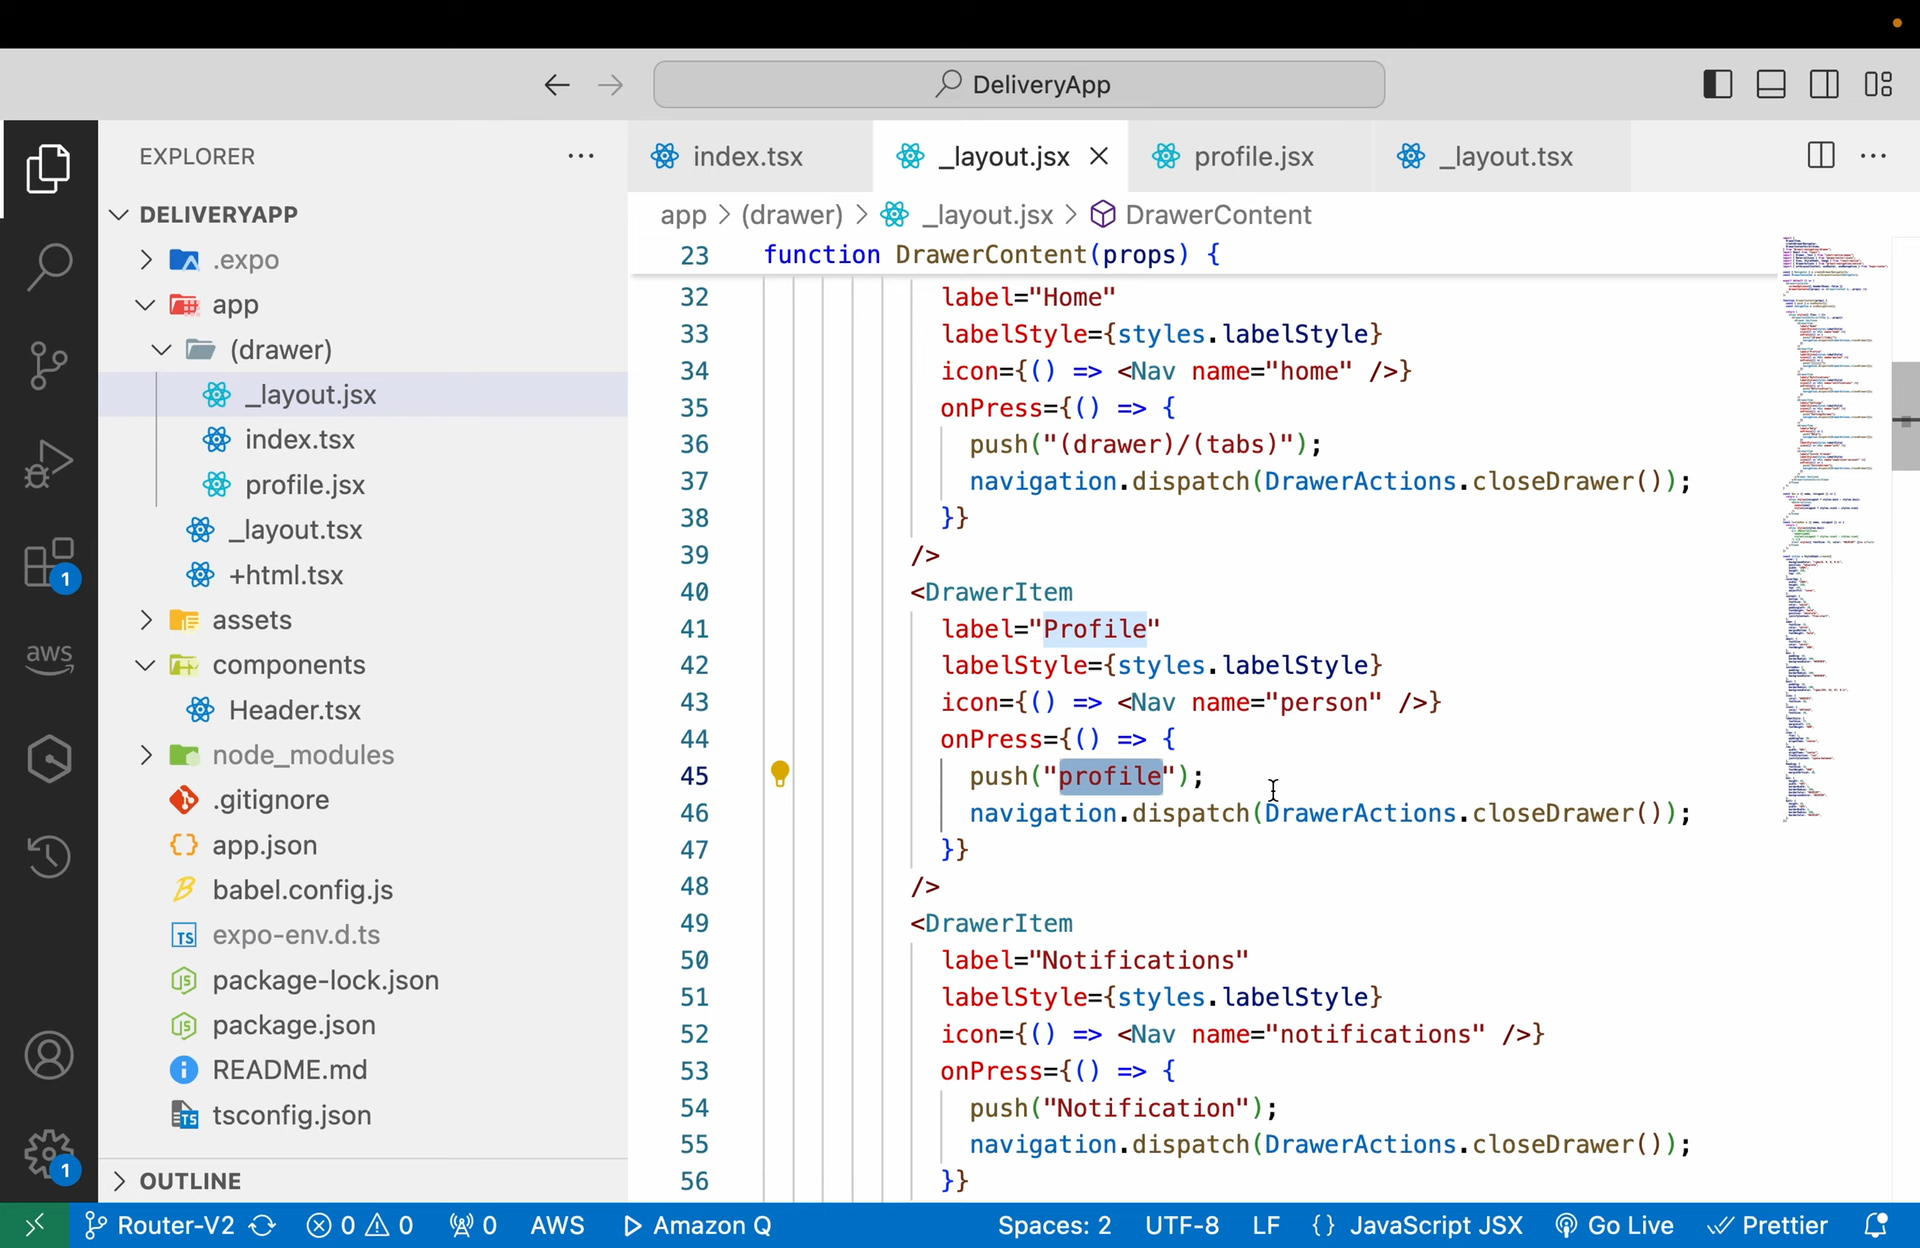 DeliveryApp
EXPLORER
DELIVERYAPP
.expo
app
(drawer)
_layout.jsx
index.tsx
profile.jsx
_layout.tsx
+html.tsx
assets
components
Header.tsx
node_modules
.gitignore
app.json
babel.config.js
expo-env.d.ts
package-lock.json
package.json
README.md
tsconfig.json
OUTLINE
aws
1
1
index.tsx
_layout.jsx
profile.jsx
_layout.tsx
app > (drawer) > _layout.jsx > DrawerContent
23 function DrawerContent(props) {
32 label="Home"
33 labelStyle={styles.labelStyle}
34 icon={() => <Nav name="home" />}
35 onPress={() => {
36 push("(drawer)/(tabs)");
37 navigation.dispatch(DrawerActions.closeDrawer());
38 }}
39 />
40 <DrawerItem
41 label="Profile"
42 labelStyle={styles.labelStyle}
43 icon={() => <Nav name="person" />}
44 onPress={() => {
45 push("profile");
46 navigation.dispatch(DrawerActions.closeDrawer());
47 }}
48 />
49 <DrawerItem
50 label="Notifications"
51 labelStyle={styles.labelStyle}
52 icon={() => <Nav name="notifications" />}
53 onPress={() => {
54 push("Notification");
55 navigation.dispatch(DrawerActions.closeDrawer());
56 }}
Router-V2 0 0 0 AWS Amazon Q Spaces: 2 UTF-8 LF {} JavaScript JSX Go Live Prettier